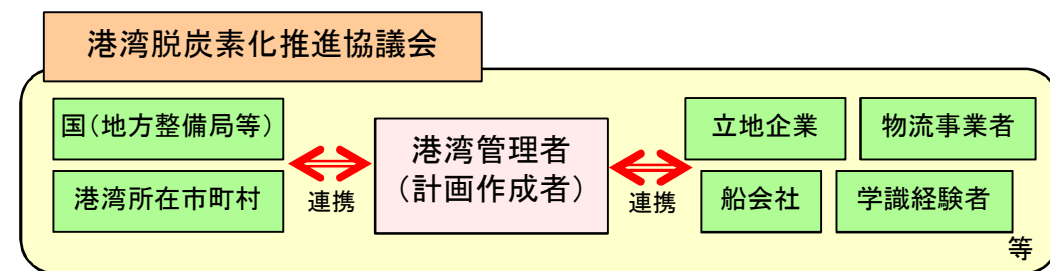 港湾脱炭素化推進協議会
国(地方整備局等)
港湾所在市町村
連携
港湾管理者
(計画作成者)
連携
立地企業
物流事業者
船会社
学識経験者
等